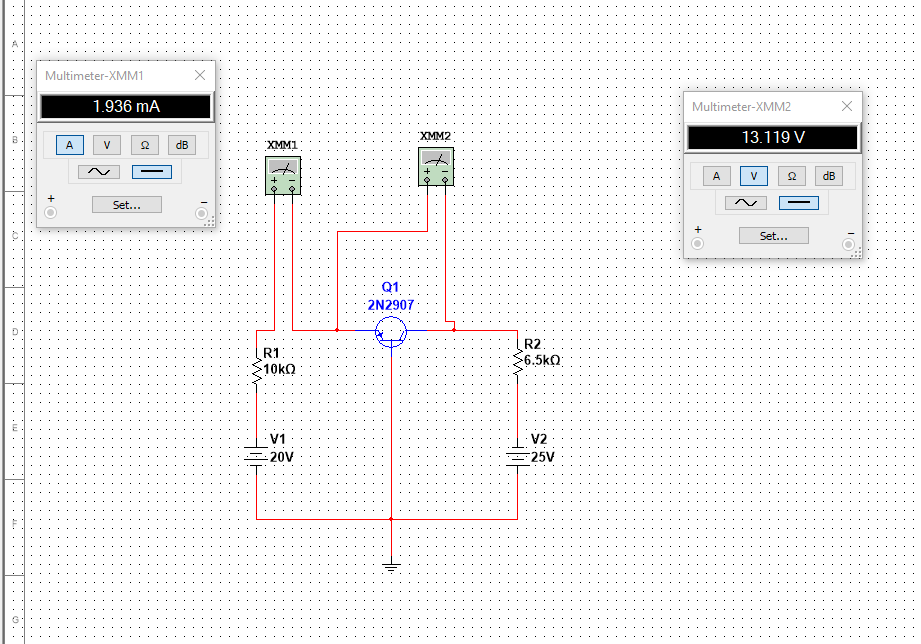 A
B
C
D
E
F
G
Multimeter-XMM1
1.936 mA
A V Ω dB
Set...
+ −
XMM1
+ −
XMM2
+ −
Multimeter-XMM2
13.119 V
A V Ω dB
Set...
+ −
Q1
2N2907
R1
10kΩ
R2
6.5kΩ
V1
20V
V2
25V